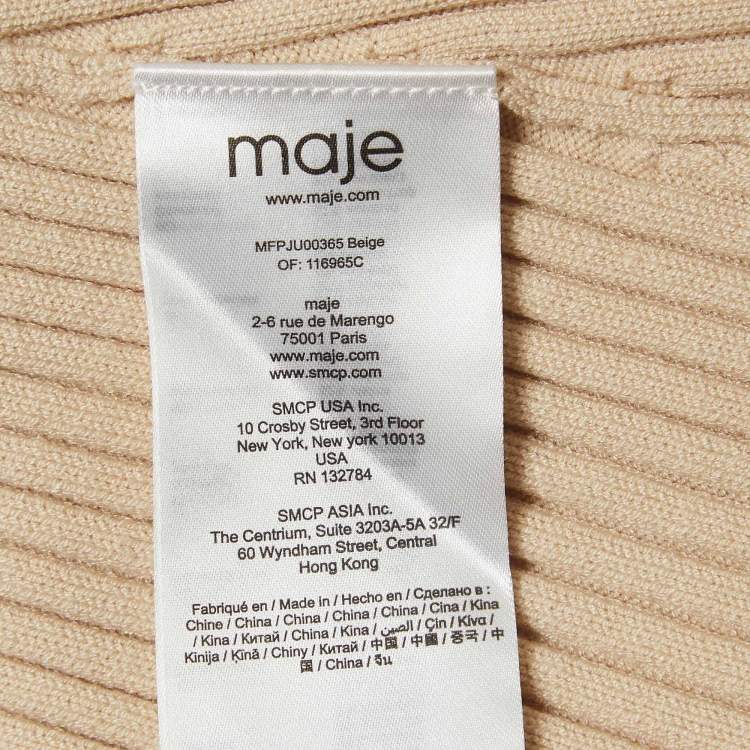 maje
www.maje.com
MFPJU00365 Beige
OF: 116965C
maje
2-6 rue de Marengo
75001 Paris
www.maje.com
www.smcp.com
SMCP USA Inc.
10 Crosby Street, 3rd Floor
New York, New york 10013
USA
RN 132784
SMCP ASIA Inc.
The Centrium, Suite 3203A-5A 32/F
60 Wyndham Street, Central
Hong Kong
Fabriqué en / Made in / Hecho en / Сделано в :
Chine / China / China / China / China / Cina / Kina
/ Kina / Китай / China / Kina / الصين / Çin / Κίνα /
Kinija / Ķīnā / Chiny / Китай / 中国 / 中國 / 중국 / 中
国 / China / จีน